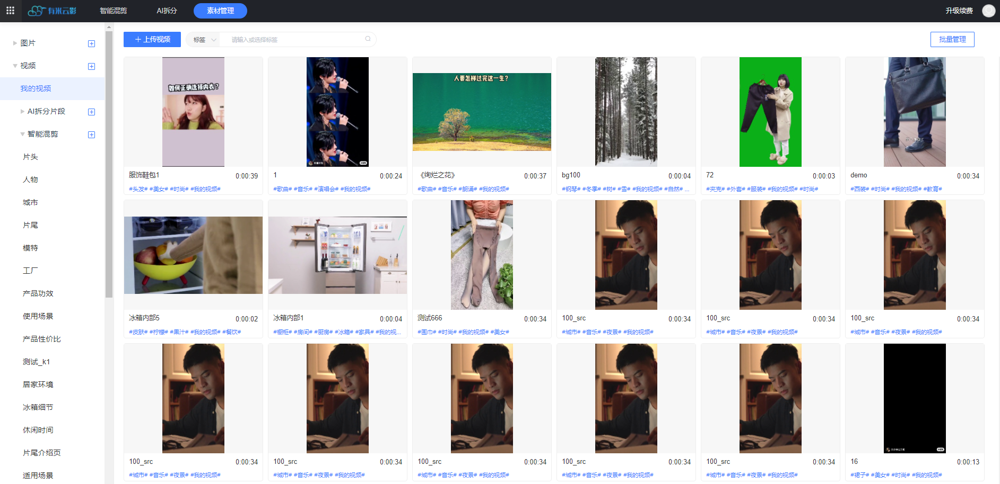 有米云影
智能混剪
AI拆分
素材管理
升级续费
图片
视频
我的视频
AI拆分片段
智能混剪
片头
人物
城市
片尾
模特
工厂
产品功效
使用场景
产品性价比
测试_k1
居家环境
冰箱细节
休闲时间
片尾介绍页
适用场景
上传视频
标签
请输入或选择标签
批量管理
如何正确选择内衣?
服饰鞋包1
0:00:39
#头发# #美女# #时尚# #我的视频#
1
0:00:24
#歌曲# #音乐# #演唱会# #我的视频#
人要怎样过完这一生?
《绚烂之花》
0:00:37
#歌曲# #音乐# #朗诵# #我的视频#
bg100
0:00:04
#钢琴# #冬季# #树# #雪# #我的视频# #自然# ...
72
0:00:03
#夹克# #外套# #服装# #我的视频# #时尚#
demo
0:00:34
#西装# #时尚# #我的视频# #教育#
冰箱内部5
0:00:02
#皮肤# #柠檬# #果汁# #我的视频# #餐饮#
冰箱内部1
0:00:04
#橱柜# #房间# #厨房# #冰箱# #家具# #我的视...
测试666
0:00:34
#围巾# #时尚# #我的视频# #美女#
100_src
0:00:34
#城市# #音乐# #夜景# #我的视频#
100_src
0:00:34
#城市# #音乐# #夜景# #我的视频#
100_src
0:00:34
#城市# #音乐# #夜景# #我的视频#
100_src
0:00:34
#城市# #音乐# #夜景# #我的视频#
100_src
0:00:34
#城市# #音乐# #夜景# #我的视频#
100_src
0:00:34
#城市# #音乐# #夜景# #我的视频#
100_src
0:00:34
#城市# #音乐# #夜景# #我的视频#
100_src
0:00:34
#城市# #音乐# #夜景# #我的视频#
16
0:00:13
#裙子# #美女# #时尚# #我的视频#